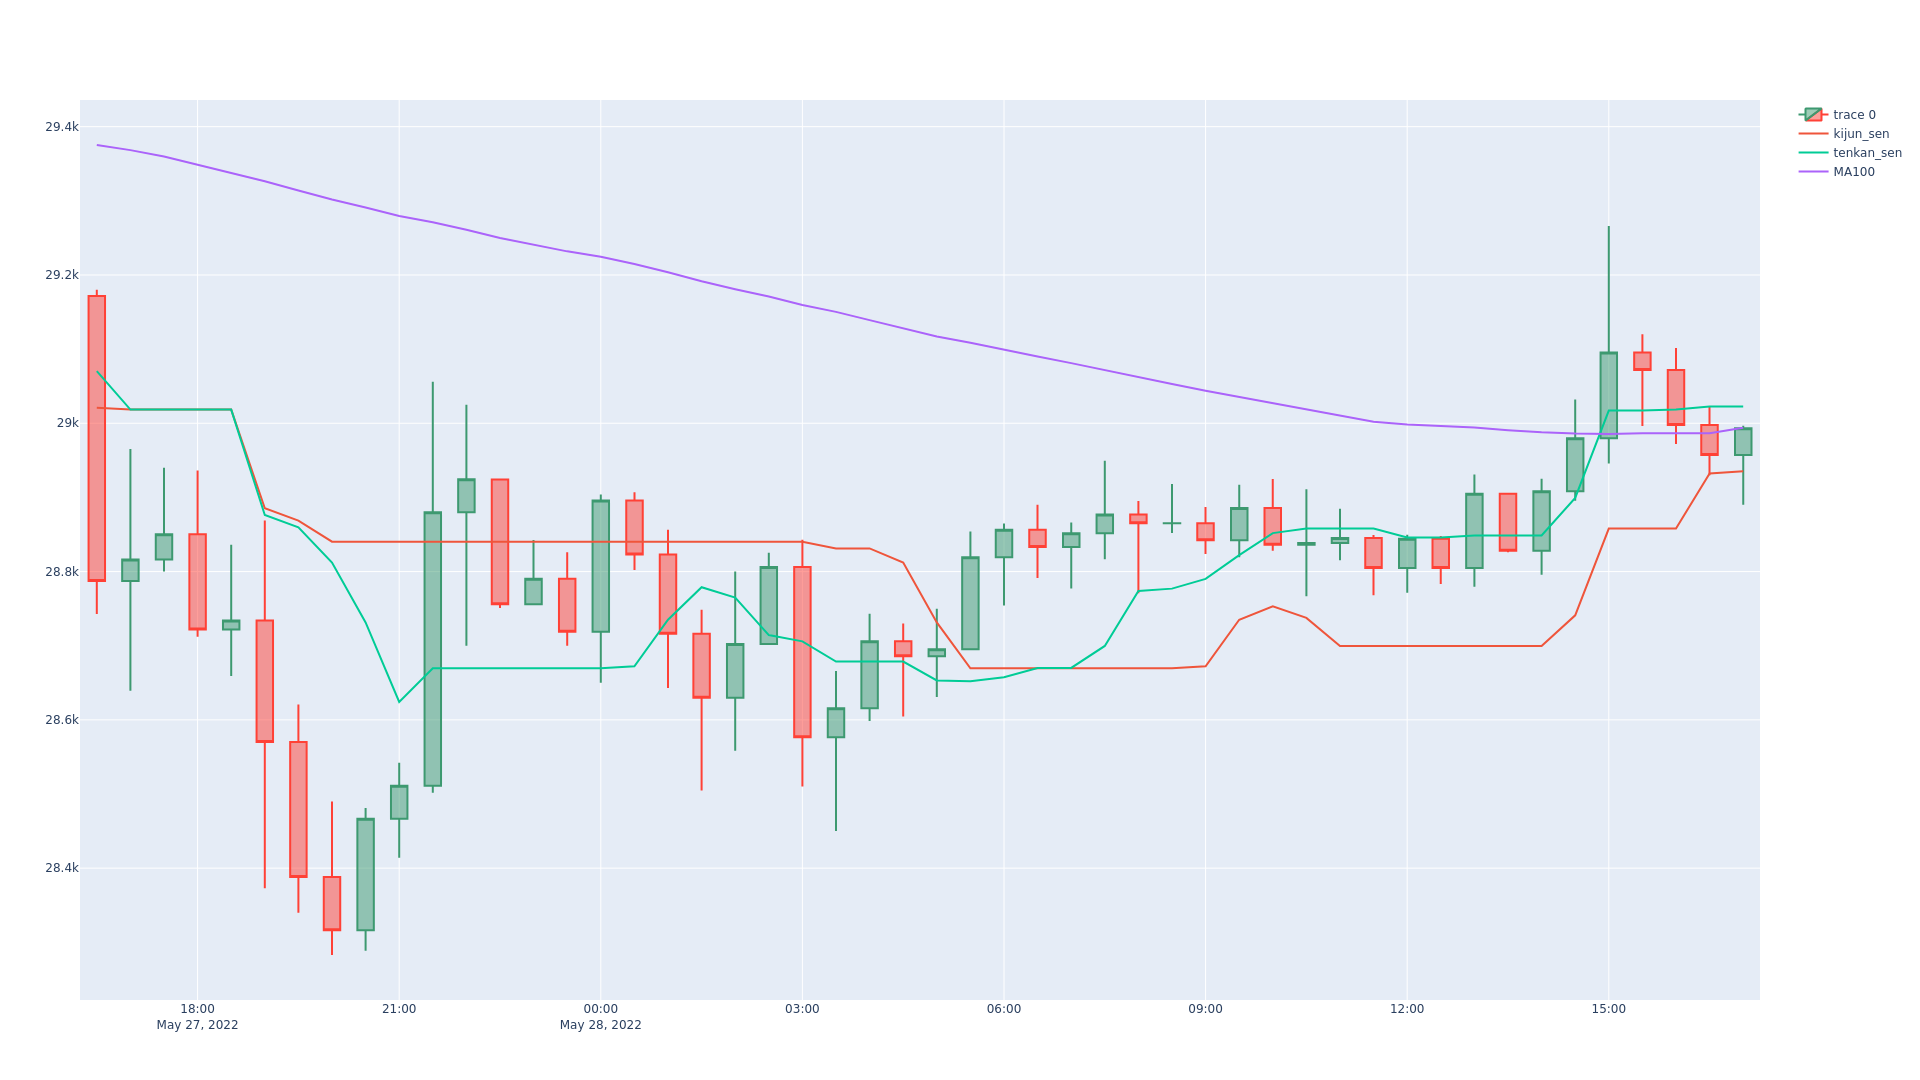 29.4k
29.2k
29k
28.8k
28.6k
28.4k
18:00
May 27, 2022
21:00
00:00
May 28, 2022
03:00
06:00
09:00
12:00
15:00
trace 0
kijun_sen
tenkan_sen
MA100